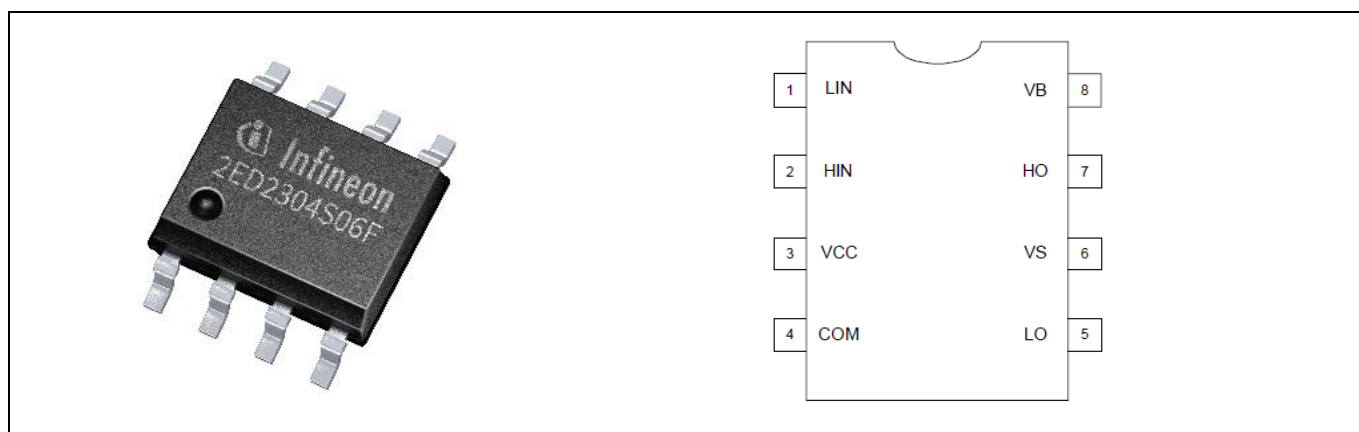 Infineon
2ED2304S06F
1 LIN VB 8
2 HIN HO 7
3 VCC VS 6
4 COM LO 5